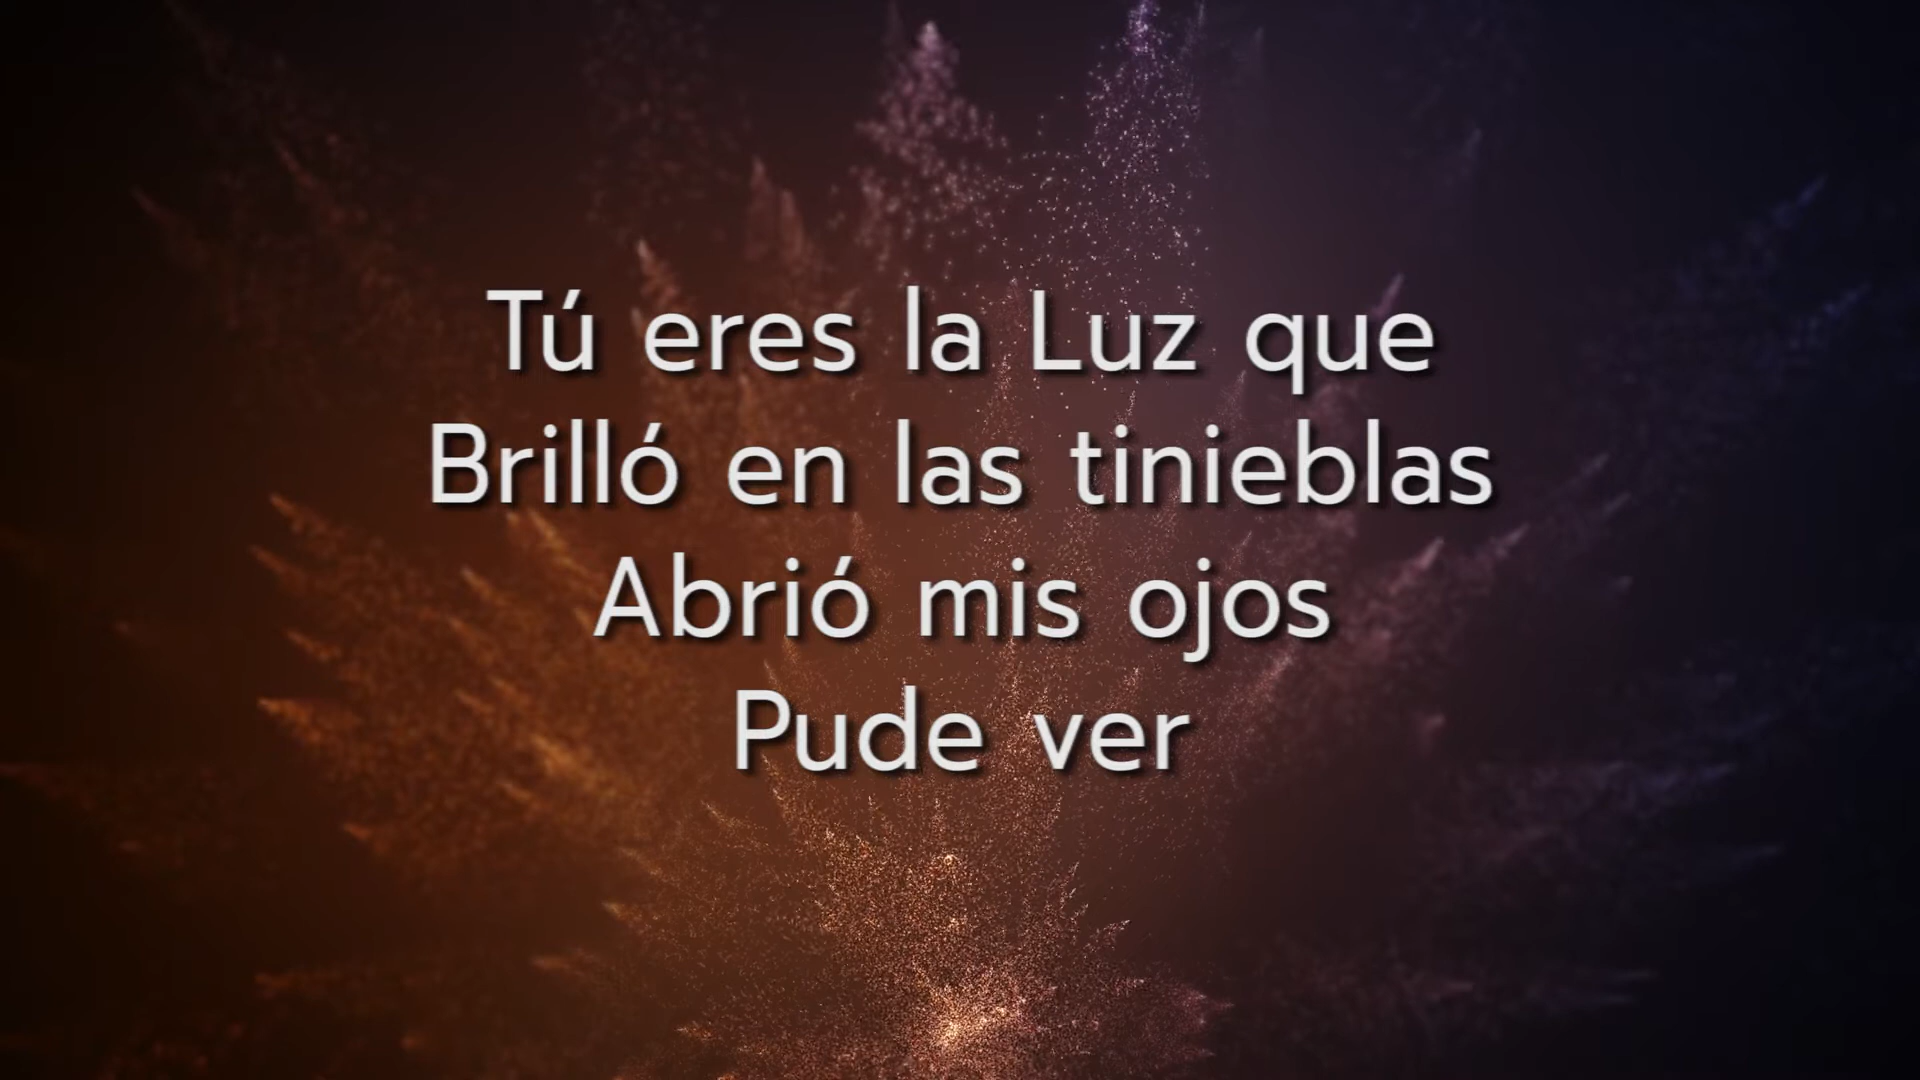 Tú eres la Luz que
Brilló en las tinieblas
Abrió mis ojos
Pude ver